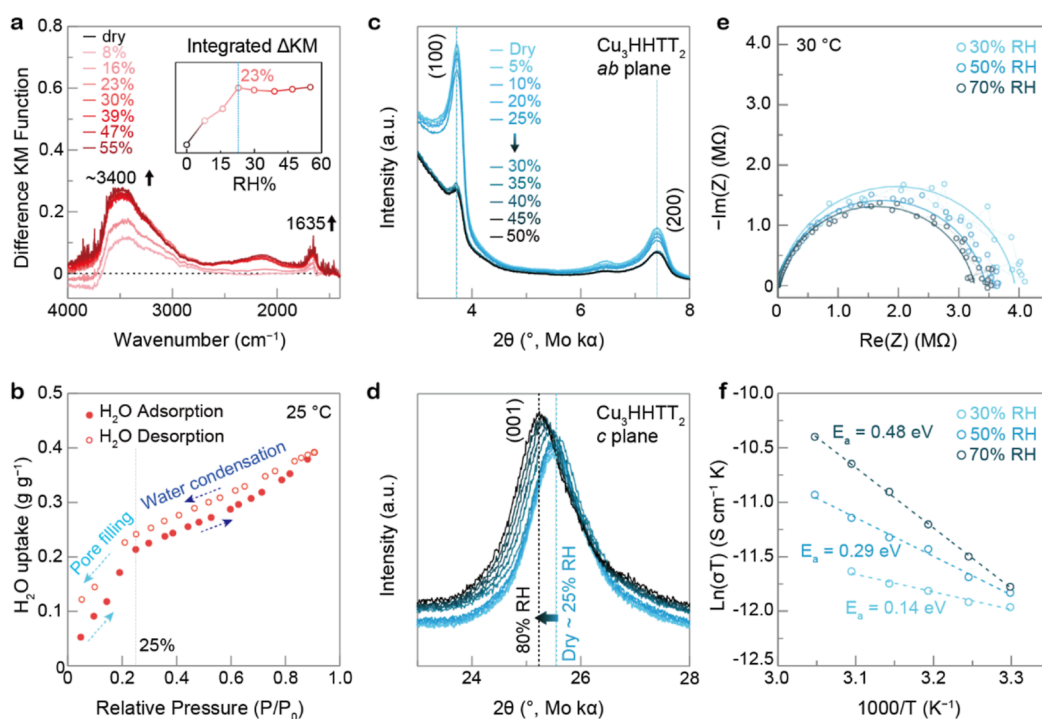 a
0.8
0.6
0.4
0.2
0
Difference KM Function
— dry
— 8%
— 16%
— 23%
— 30%
— 39%
— 47%
— 55%
~3400
1635
Integrated ΔKM
23%
0 15 30 45 60
RH%
4000 3000 2000
Wavenumber (cm⁻¹)
c
(100)
(200)
— Dry
— 5%
— 10%
— 20%
— 25%
— 30%
— 35%
— 40%
— 45%
— 50%
Cu₃HHTT₂
ab plane
Intensity (a.u.)
4 6 8
2θ (°, Mo kα)
e
30 °C
30% RH
50% RH
70% RH
4.0
3.0
2.0
1.0
0
−Im(Z) (MΩ)
0 1.0 2.0 3.0 4.0
Re(Z) (MΩ)
b
0.5
0.4
0.3
0.2
0.1
0
H₂O uptake (g g⁻¹)
H₂O Adsorption
H₂O Desorption
25 °C
Water condensation
Pore filling
25%
0 0.2 0.4 0.6 0.8 1.0
Relative Pressure (P/P₀)
d
(001)
Cu₃HHTT₂
c plane
Intensity (a.u.)
80% RH
Dry ~ 25% RH
24 26 28
2θ (°, Mo kα)
f
-10.0
-10.5
-11.0
-11.5
-12.0
-12.5
Ln(σT) (S cm⁻¹ K)
30% RH
50% RH
70% RH
Eₐ = 0.48 eV
Eₐ = 0.29 eV
Eₐ = 0.14 eV
3.0 3.1 3.2 3.3
1000/T (K⁻¹)